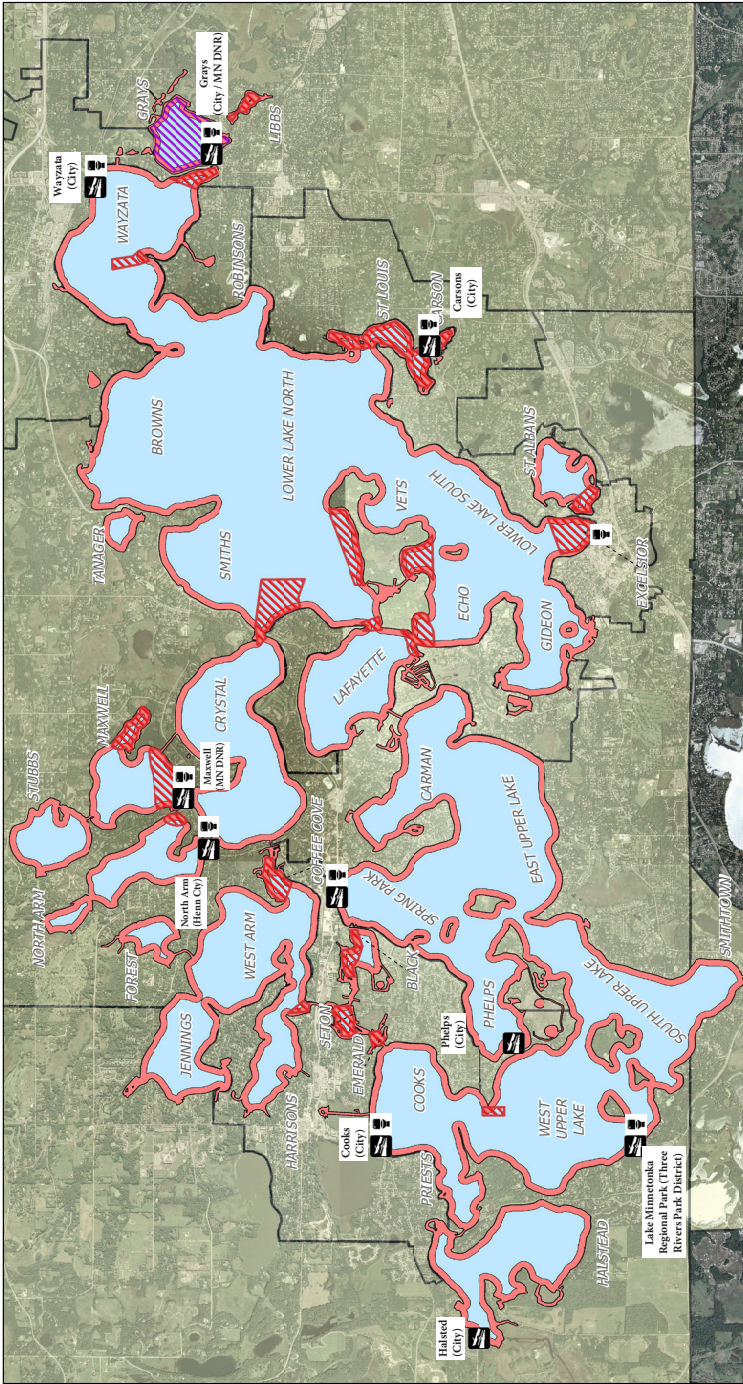 STUBBS
NORTH ARM
MAXWELL
TANAGER
Wayzata
(City)
GRAYS
WAYZATA
FOREST
BROWNS
JENNINGS
North Arm
(Henn Cty)
Maxwell
(MN DNR)
CRYSTAL
SMITHS
Grays
(City / MN DNR)
ROBINSONS
WEST ARM
LIBBS
LOWER LAKE NORTH
HARRISONS
SETON
COFFEE COVE
Cooks
(City)
EMERALD
LAFAYETTE
ST LOUIS
COOKS
BLACK
SPRING PARK
CARMAN
VETS
CARSON
Carsons
(City)
PRIESTS
Halsted
(City)
Phelps
(City)
PHELPS
ECHO
LOWER LAKE SOUTH
WEST
UPPER
LAKE
EAST UPPER LAKE
GIDEON
ST ALBANS
HALSTEAD
Lake Minnetonka
Regional Park (Three
Rivers Park District)
SOUTH UPPER LAKE
EXCELSIOR
SMITHTOWN